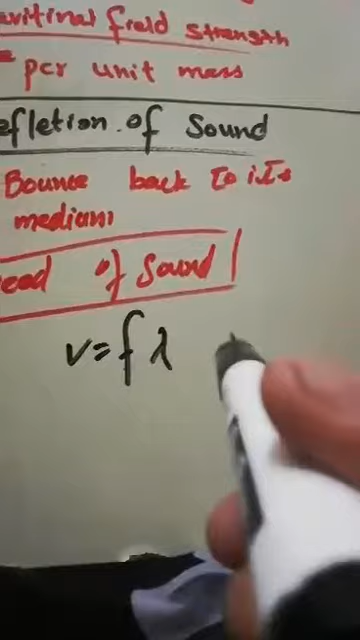 avitinal field strength
per unit mass
efletion of Sound
Bounce back to its
medium
eed of Sound
v=fλ